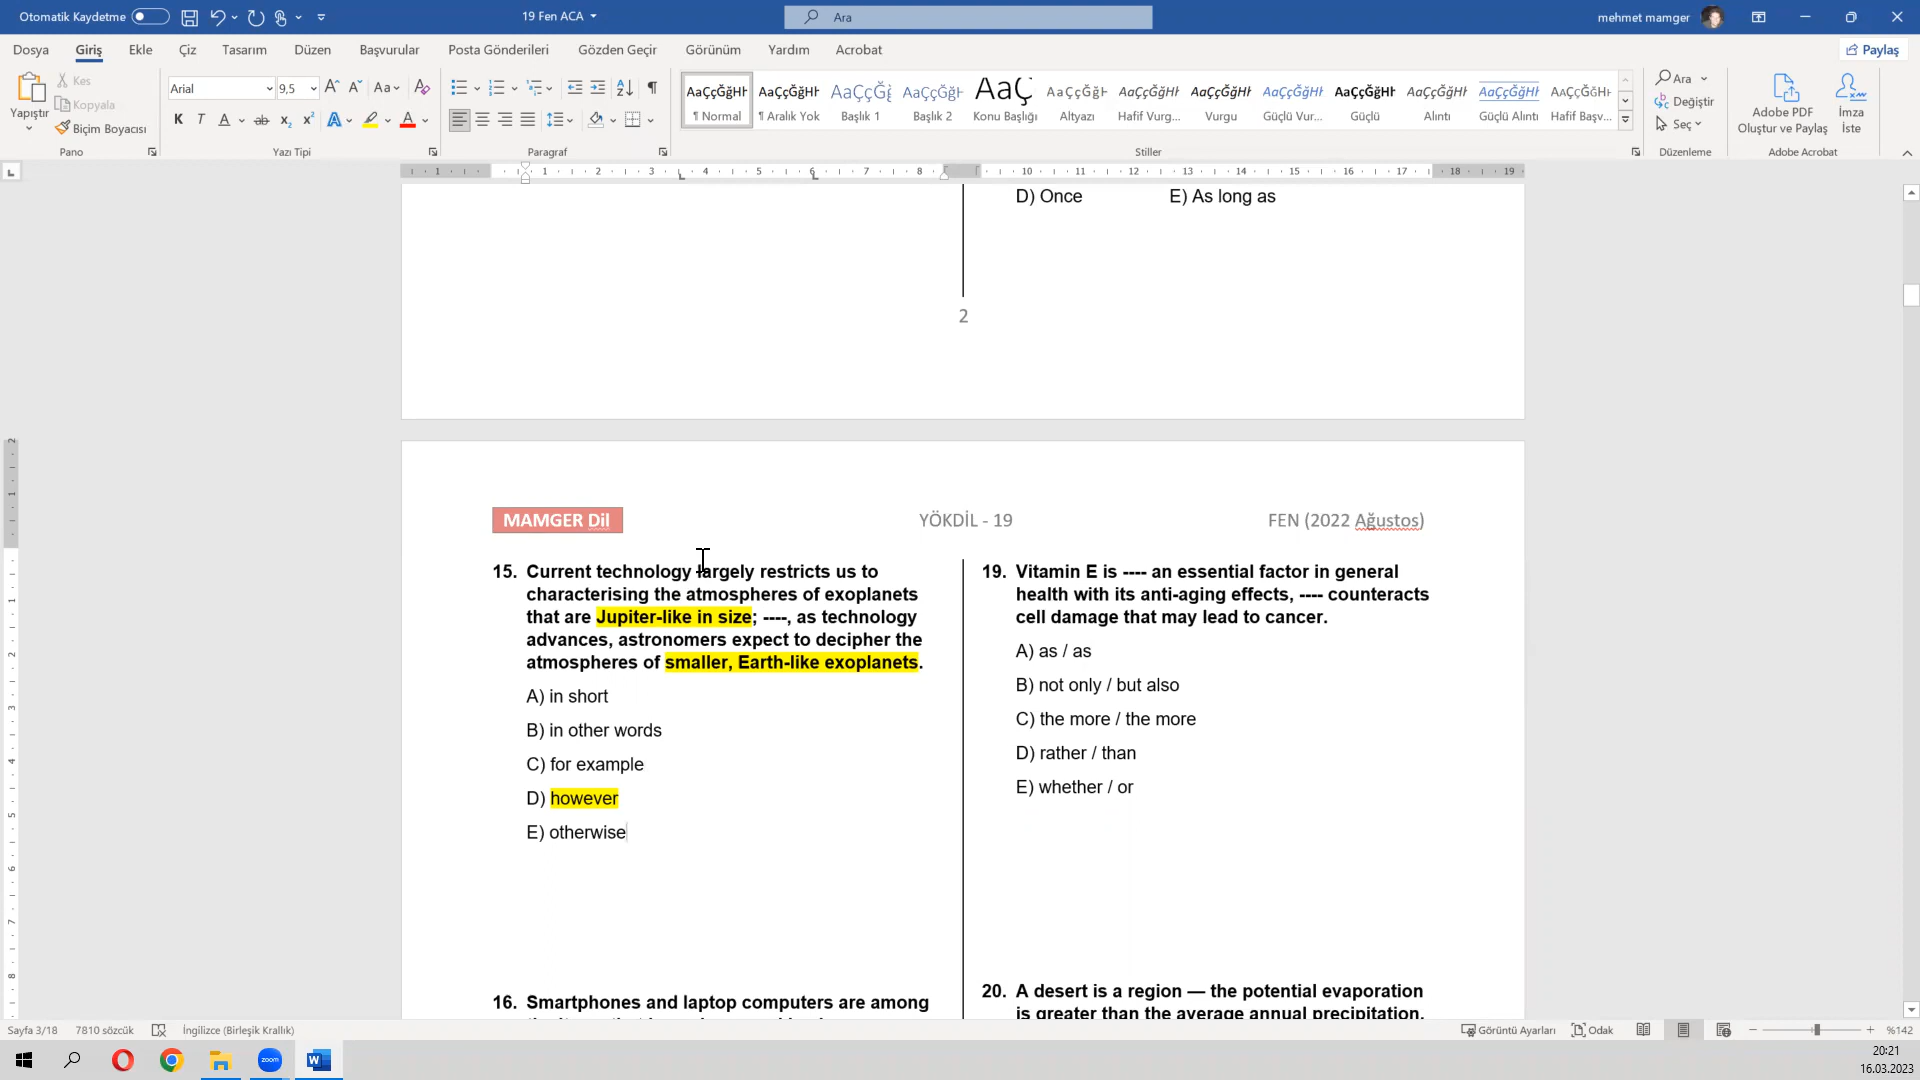 Otomatik Kaydetme
19 Fen ACA
Ara
mehmet mamger
Dosya Giriş Ekle Çiz Tasarım Düzen Başvurular Posta Gönderileri Gözden Geçir Görünüm Yardım Acrobat
Paylaş
Yapıştır
Kes
Kopyala
Biçim Boyacısı
Pano
Arial 9,5
Yazı Tipi
Paragraf
¶ Normal ¶ Aralık Yok Başlık 1 Başlık 2 Konu Başlığı Altyazı Hafif Vurg... Vurgu Güçlü Vur... Güçlü Alıntı Güçlü Alıntı Hafif Başv...
Stiller
Ara
Değiştir
Seç
Düzenleme
Adobe PDF
Oluştur ve Paylaş
İmza
İste
Adobe Acrobat
D) Once E) As long as
2
MAMGER Dil YÖKDİL - 19 FEN (2022 Ağustos)
15. Current technology largely restricts us to
characterising the atmospheres of exoplanets
that are Jupiter-like in size; ----, as technology
advances, astronomers expect to decipher the
atmospheres of smaller, Earth-like exoplanets.
A) in short
B) in other words
C) for example
D) however
E) otherwise
16. Smartphones and laptop computers are among
19. Vitamin E is ---- an essential factor in general
health with its anti-aging effects, ---- counteracts
cell damage that may lead to cancer.
A) as / as
B) not only / but also
C) the more / the more
D) rather / than
E) whether / or
20. A desert is a region — the potential evaporation
is greater than the average annual precipitation.
Sayfa 3/18 7810 sözcük İngilizce (Birleşik Krallık)
Görüntü Ayarları Odak %142
zoom
20:21
16.03.2023